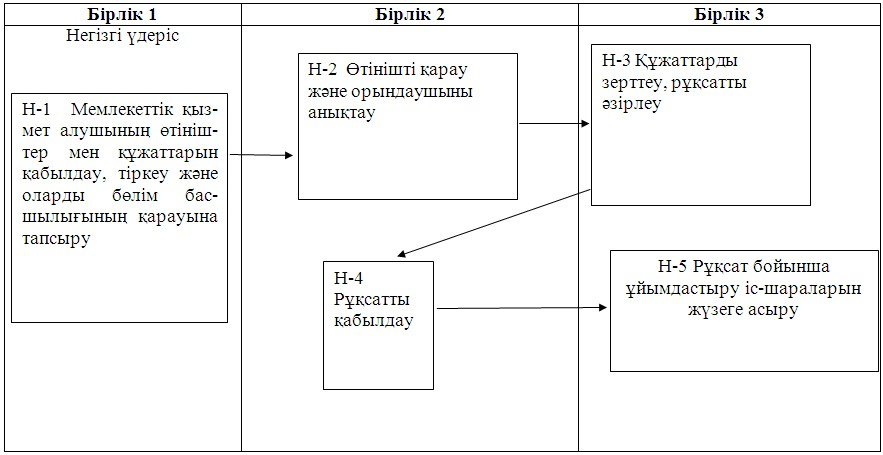 Бірлік 1
Бірлік 2
Бірлік 3
Негізгі үдеріс
Н-1 Мемлекеттік қыз-
мет алушының өтініш-
тер мен құжаттарын
қабылдау, тіркеу және
оларды бөлім бас-
шылығының қарауына
тапсыру
Н-2 Өтінішті қарау
және орындаушыны
анықтау
Н-3 Құжаттарды
зерттеу, рұқсатты
әзірлеу
Н-4
Рұқсатты
қабылдау
Н-5 Рұқсат бойынша
ұйымдастыру іс-шараларын
жүзеге асыру